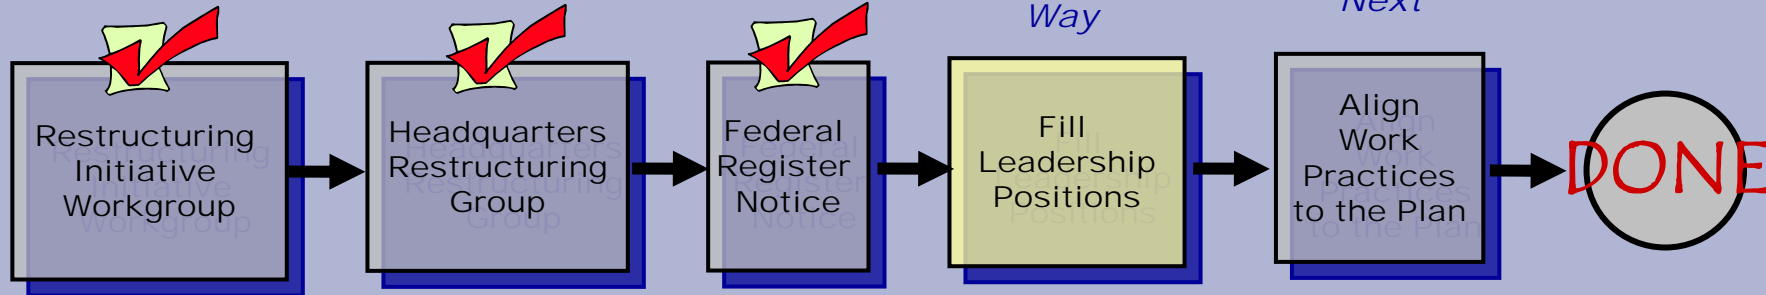 Way
Next
Restructuring
Initiative
Workgroup
Headquarters
Restructuring
Group
Federal
Register
Notice
Fill
Leadership
Positions
Align
Work
Practices
to the Plan
DONE